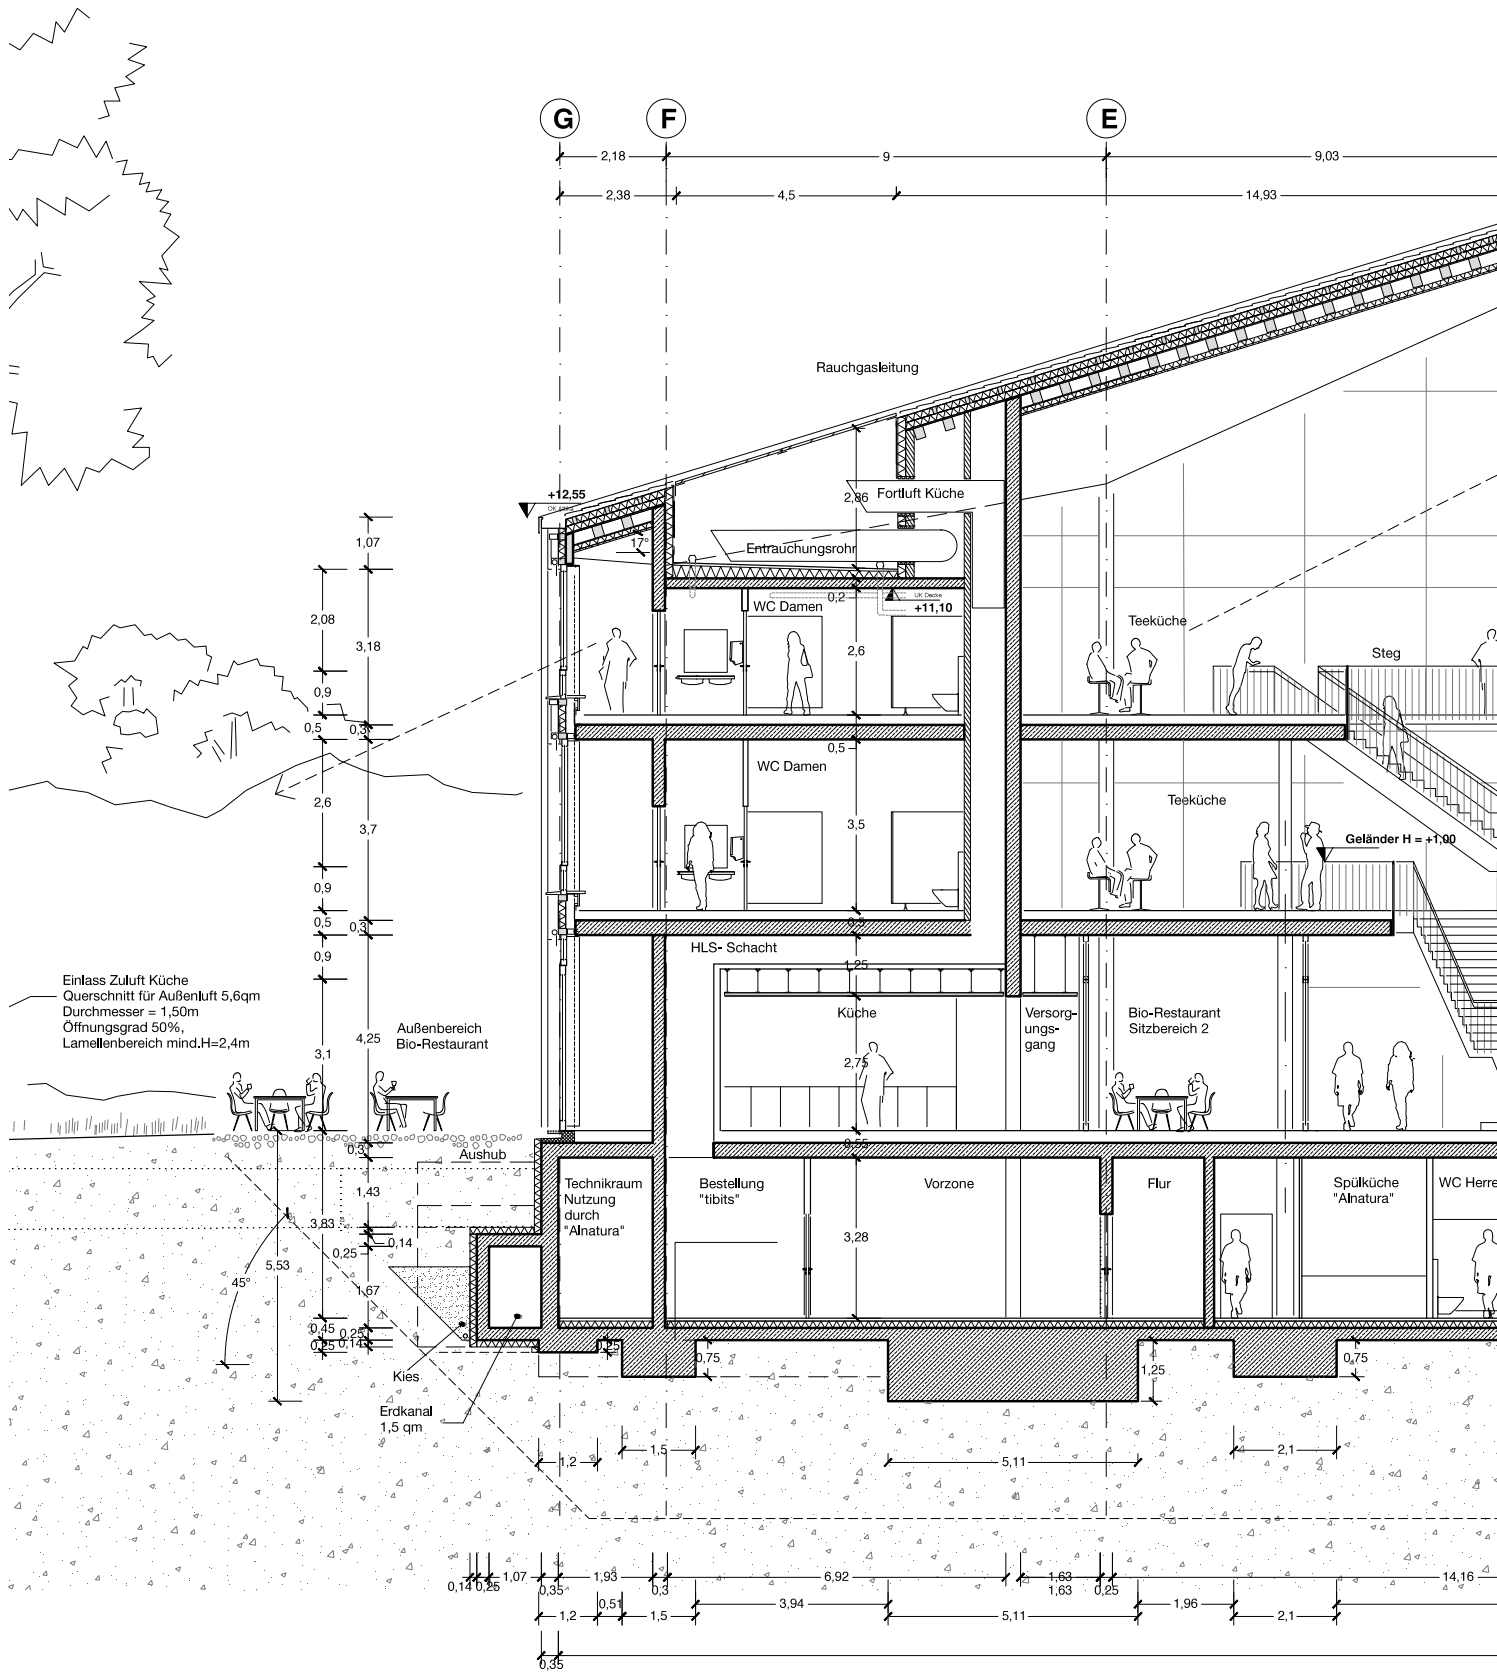 G
F
E
2,18
9
9,03
2,38
4,5
14,93
Rauchgasleitung
+12,55
17°
2,86
Fortluft Küche
Entrauchungsrohr
1,07
2,08
3,18
0,9
0,5
0,3
WC Damen
0,2
UK Decke
+11,10
2,6
Teeküche
Steg
0,5
WC Damen
2,6
3,7
3,5
Teeküche
Geländer H = +1,00
0,9
0,5
0,3
0,5
0,9
HLS- Schacht
1,25
Einlass Zuluft Küche
Querschnitt für Außenluft 5,6qm
Durchmesser = 1,50m
Öffnungsgrad 50%,
Lamellenbereich mind.H=2,4m
Außenbereich
Bio-Restaurant
4,25
3,1
Küche
2,75
Versorg-
ungs-
gang
Bio-Restaurant
Sitzbereich 2
0,55
0,3
Aushub
1,43
3,83
0,14
0,25
5,53
45°
1,67
0,45
0,25
0,25
0,14
Technikraum
Nutzung
durch
"Alnatura"
Bestellung
"tibits"
Vorzone
3,28
Flur
Spülküche
"Alnatura"
WC Herre
0,25
0,75
1,25
0,75
Kies
Erdkanal
1,5 qm
1,5
1,2
5,11
2,1
0,14
0,25
1,07
0,35
1,93
0,3
6,92
1,63
1,63
0,25
14,16
1,2
0,51
1,5
3,94
5,11
1,96
2,1
0,35